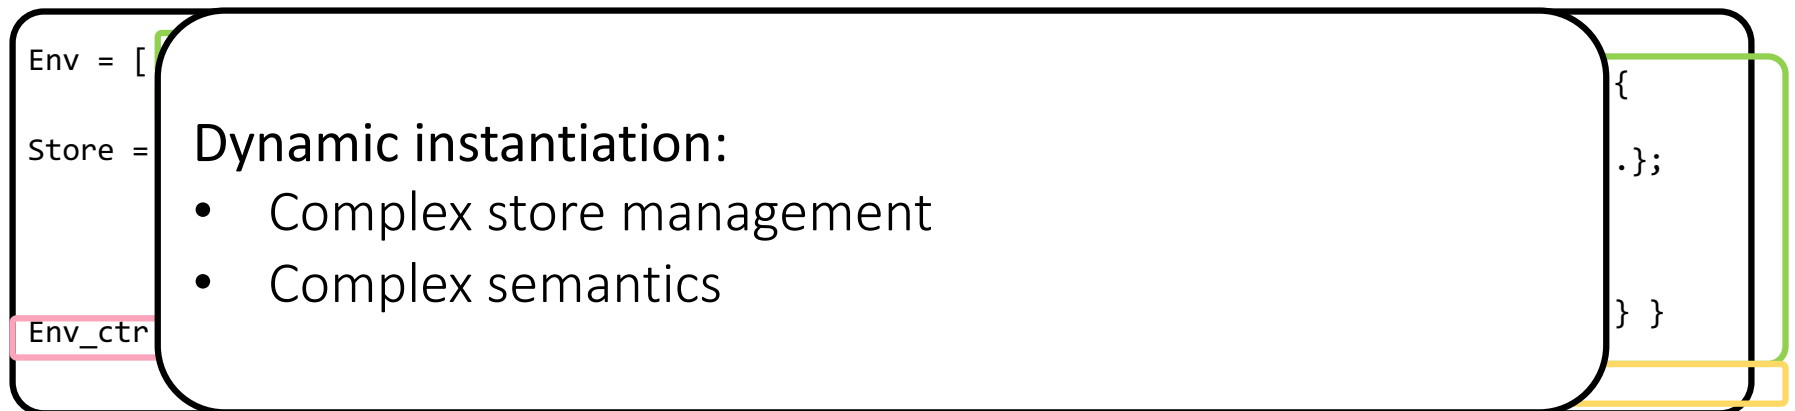 Env = [
{
Store =
.};
Env_ctr
} }
Dynamic instantiation:
• Complex store management
• Complex semantics